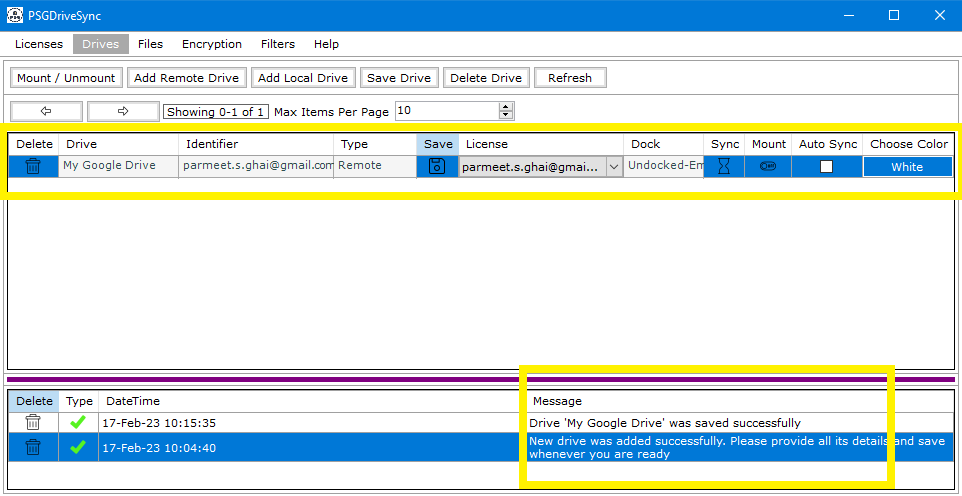 PSGDriveSync
Licenses Drives Files Encryption Filters Help
Mount / Unmount Add Remote Drive Add Local Drive Save Drive Delete Drive Refresh
Showing 0-1 of 1 Max Items Per Page 10
Delete Drive Identifier Type Save License Dock Sync Mount Auto Sync Choose Color
My Google Drive parmeet.s.ghai@gmail.com Remote parmeet.s.ghai@gmai... Undocked-Em White
Delete Type DateTime Message
17-Feb-23 10:15:35 Drive 'My Google Drive' was saved successfully
17-Feb-23 10:04:40 New drive was added successfully. Please provide all its details and save
whenever you are ready